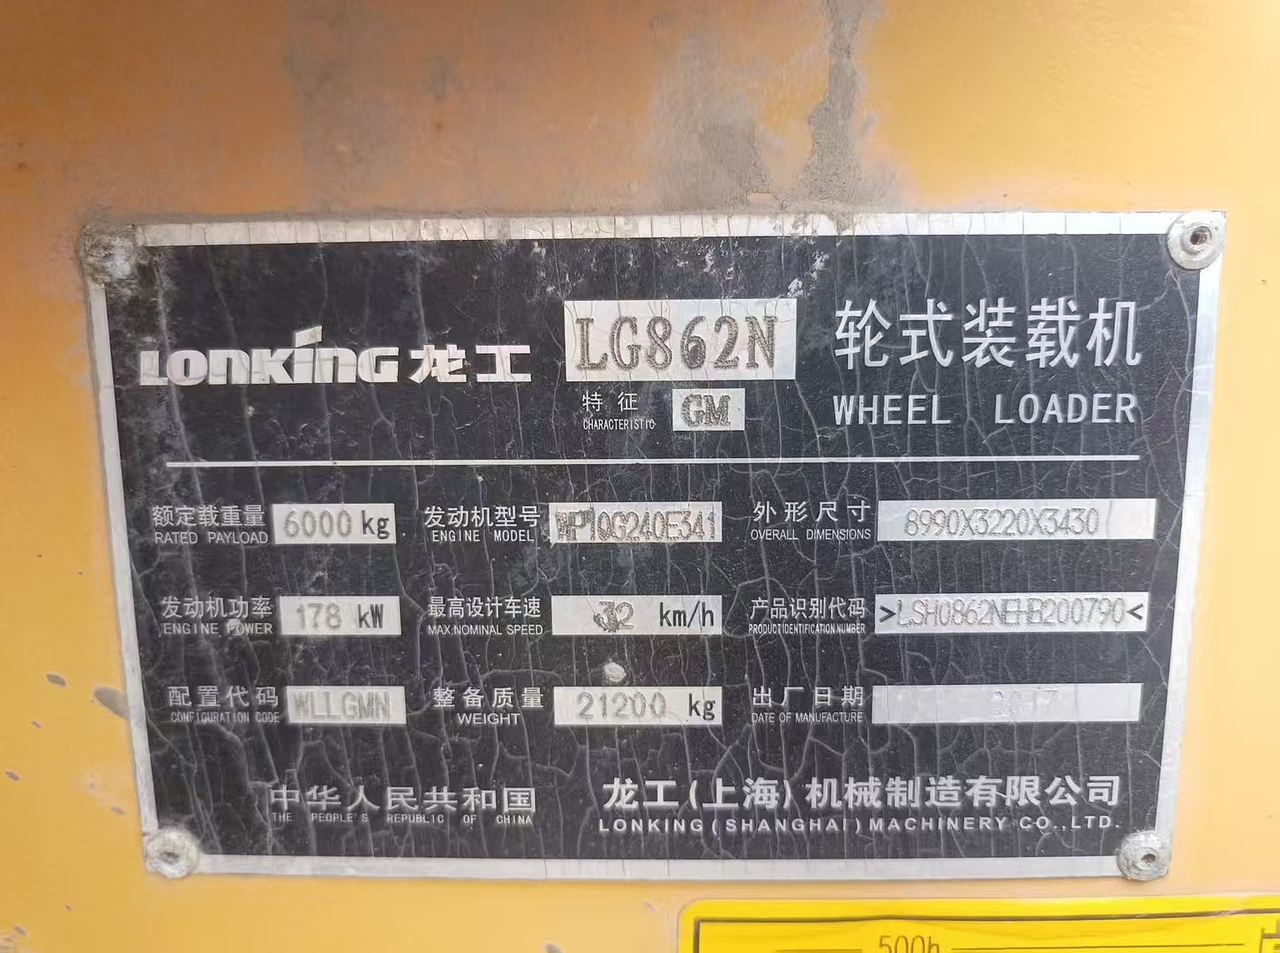 LONKING 龙工 LG862N 轮式装载机
特征 CHARACTERISTIC GM WHEEL LOADER
额定载重量 RATED PAYLOAD 6000 kg 发动机型号 ENGINE MODEL WP10G240E341 外形尺寸 OVERALL DIMENSIONS 8990X3220X3430
发动机功率 ENGINE POWER 178 kW 最高设计车速 MAX.NOMINAL SPEED 32 km/h 产品识别代码 PRODUCT IDENTIFICATION NUMBER >LSH0862NEHB200790<
配置代码 CONFIGURATION CODE WLLGMN 整备质量 WEIGHT 21200 kg 出厂日期 DATE OF MANUFACTURE
中华人民共和国 龙工(上海)机械制造有限公司
THE PEOPLE'S REPUBLIC OF CHINA LONKING(SHANGHAI)MACHINERY CO.,LTD.
500h